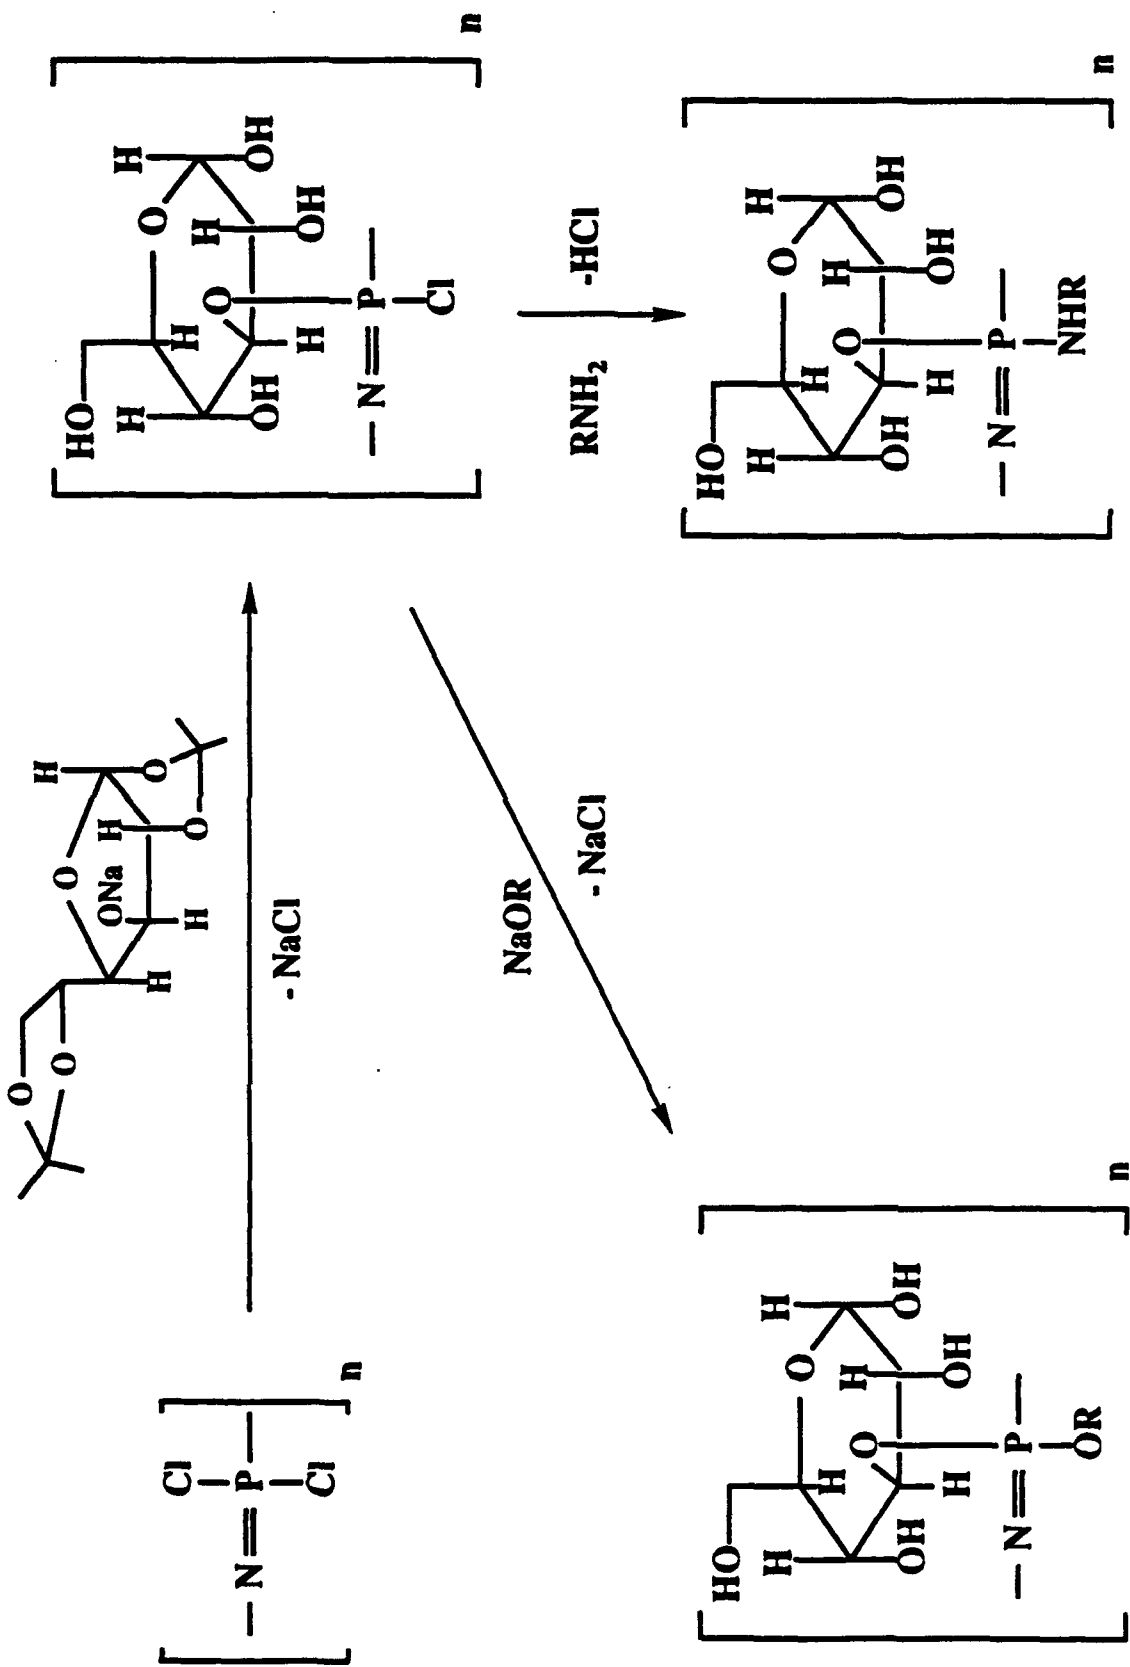 Cl
— N = P —
Cl
n
O
H
O O
ONa H
H O
H O
- NaCl
HO
H H
O
H H
O
OH OH
H OH
— N = P —
Cl
n
NaOR
- NaCl
RNH₂ -HCl
HO
H H
O
H H
O
OH OH
H OH
— N = P —
OR
n
HO
H H
O
H H
O
OH OH
H OH
— N = P —
NHR
n